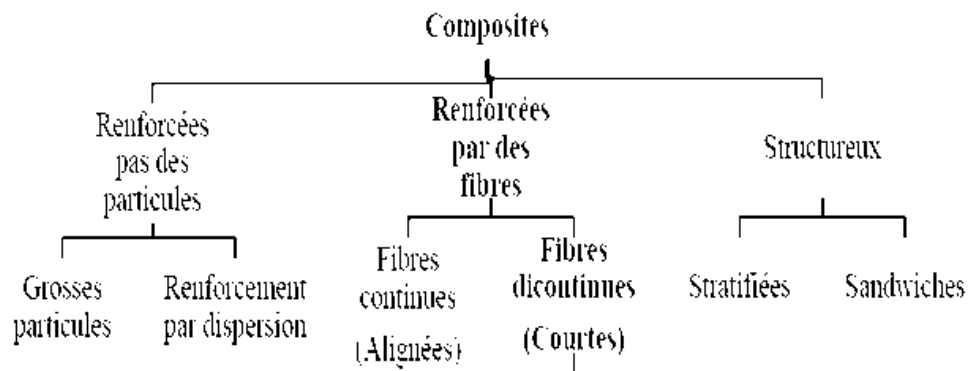 Composites
Renforcées
pas des
particules
Renforcées
par des
fibres
Structureux
Grosses
particules
Renforcement
par dispersion
Fibres
continues
(Alignées)
Fibres
dicontinues
(Courtes)
Stratifiées
Sandwiches